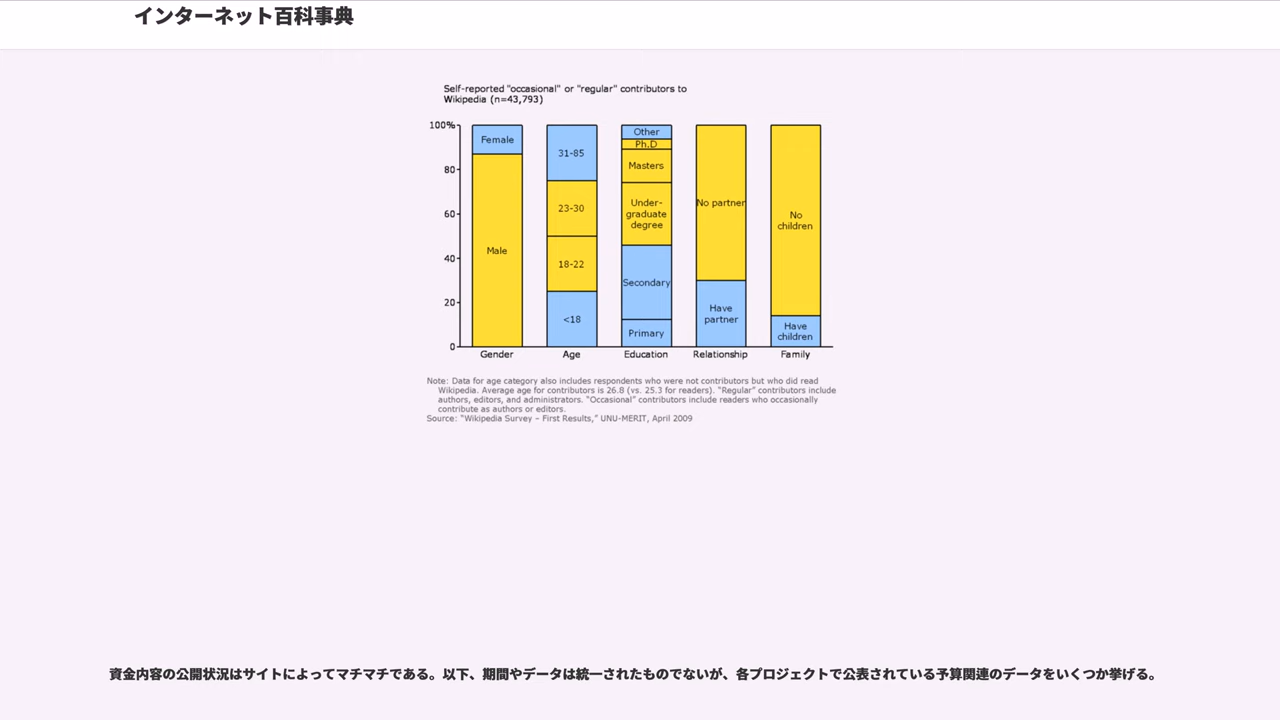 インターネット百科事典
Self-reported "occasional" or "regular" contributors to
Wikipedia (n=43,793)
100%
80
60
40
20
0
Female
Male
Gender
31-85
23-30
18-22
<18
Age
Other
Ph.D
Masters
Under-
graduate
degree
Secondary
Primary
Education
No partner
Have
partner
Relationship
No
children
Have
children
Family
Note: Data for age category also includes respondents who were not contributors but who did read
Wikipedia. Average age for contributors is 26.8 (vs. 25.3 for readers). "Regular" contributors include
authors, editors, and administrators. "Occasional" contributors include readers who occasionally
contribute as authors or editors.
Source: "Wikipedia Survey – First Results," UNU-MERIT, April 2009
資金内容の公開状況はサイトによってマチマチである。以下、期間やデータは統一されたものでないが、各プロジェクトで公表されている予算関連のデータをいくつか挙げる。